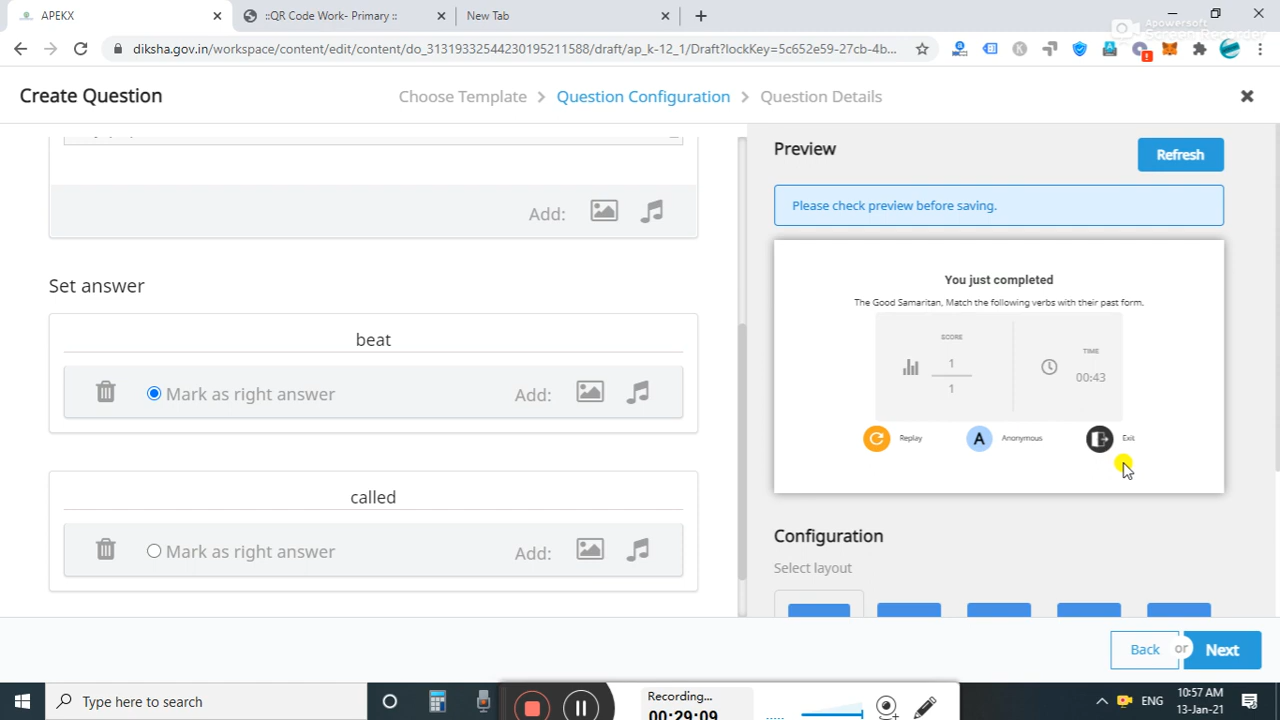 APEKX
::QR Code Work- Primary ::
New Tab
Apowersoft
Screen Recorder
diksha.gov.in/workspace/content/edit/content/do_31319332544230195211588/draft/ap_k-12_1/Draft?lockKey=5c652e59-27cb-4b...
Create Question
Choose Template
Question Configuration
Question Details
Preview
Refresh
Please check preview before saving.
Add:
Set answer
beat
Mark as right answer
Add:
called
Mark as right answer
Add:
You just completed
The Good Samaritan, Match the following verbs with their past form.
SCORE
1
1
TIME
00:43
Replay
A
Anonymous
Exit
Configuration
Select layout
Back
or
Next
Type here to search
Recording...
00:29:09
ENG
10:57 AM
13-Jan-21